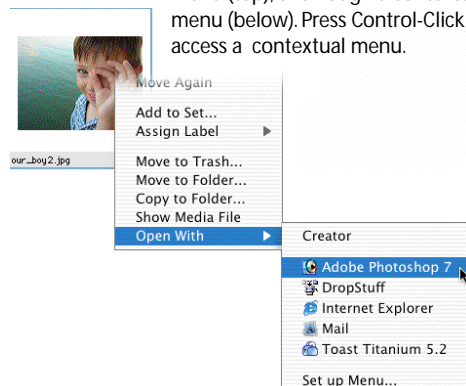 menu (below). Press Control-Click
access a contextual menu.
our_boy2.jpg
Move Again
Add to Set...
Assign Label
Move to Trash...
Move to Folder...
Copy to Folder...
Show Media File
Open With
Creator
Adobe Photoshop 7
DropStuff
Internet Explorer
Mail
Toast Titanium 5.2
Set up Menu...